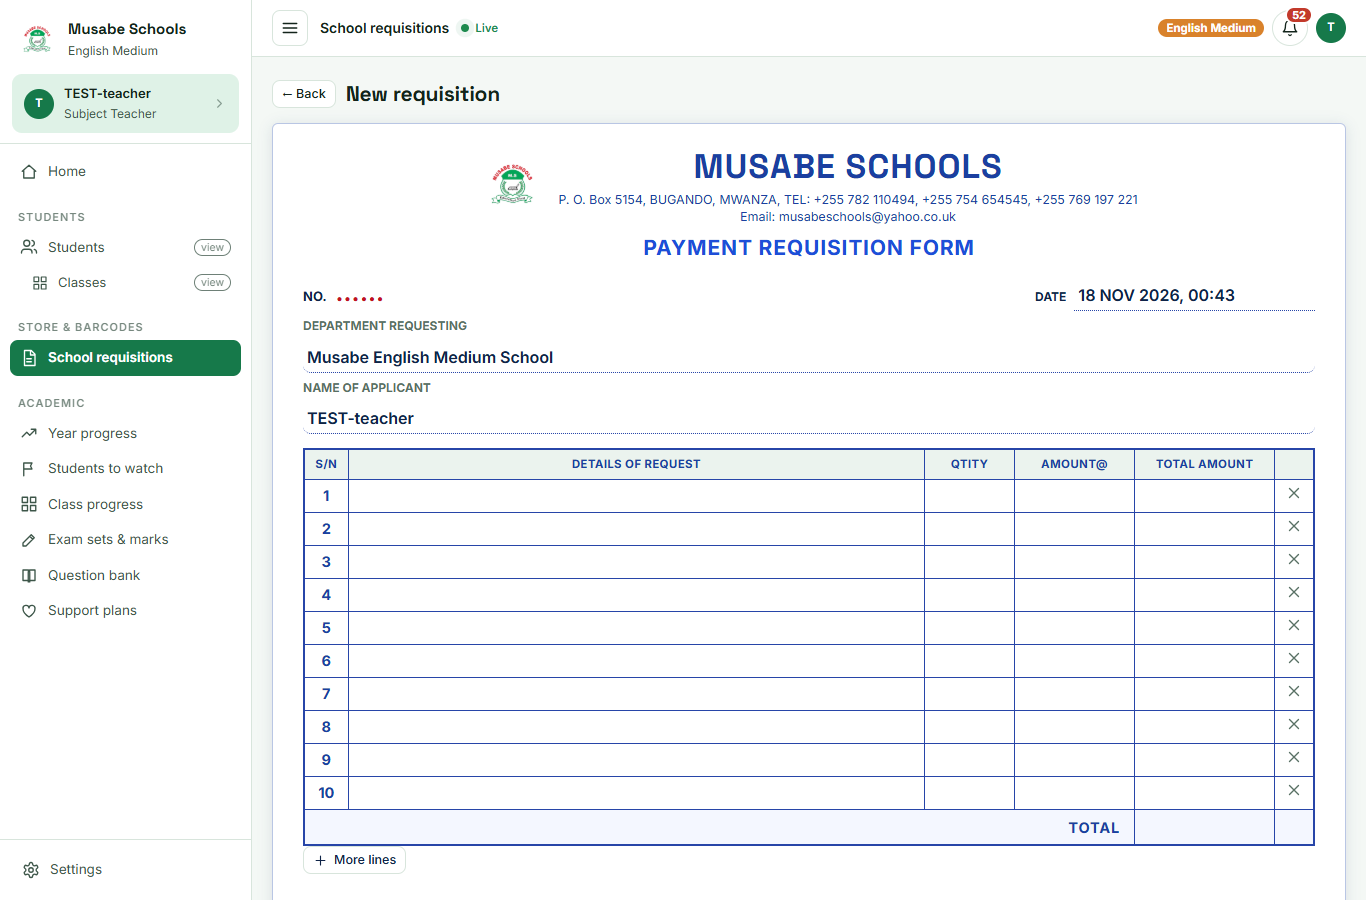 Musabe Schools
English Medium
T
TEST-teacher
Subject Teacher
Home
STUDENTS
Students
view
Classes
view
STORE & BARCODES
School requisitions
ACADEMIC
Year progress
Students to watch
Class progress
Exam sets & marks
Question bank
Support plans
Settings
School requisitions
Live
English Medium
52
T
← Back
New requisition
MUSABE SCHOOLS
MUSABE SCHOOLS
P. O. Box 5154, BUGANDO, MWANZA, TEL: +255 782 110494, +255 754 654545, +255 769 197 221
Email: musabeschools@yahoo.co.uk
PAYMENT REQUISITION FORM
NO. ......
DATE 18 NOV 2026, 00:43
DEPARTMENT REQUESTING
Musabe English Medium School
NAME OF APPLICANT
TEST-teacher
S/N DETAILS OF REQUEST QTITY AMOUNT@ TOTAL AMOUNT
1
2
3
4
5
6
7
8
9
10
TOTAL
+ More lines